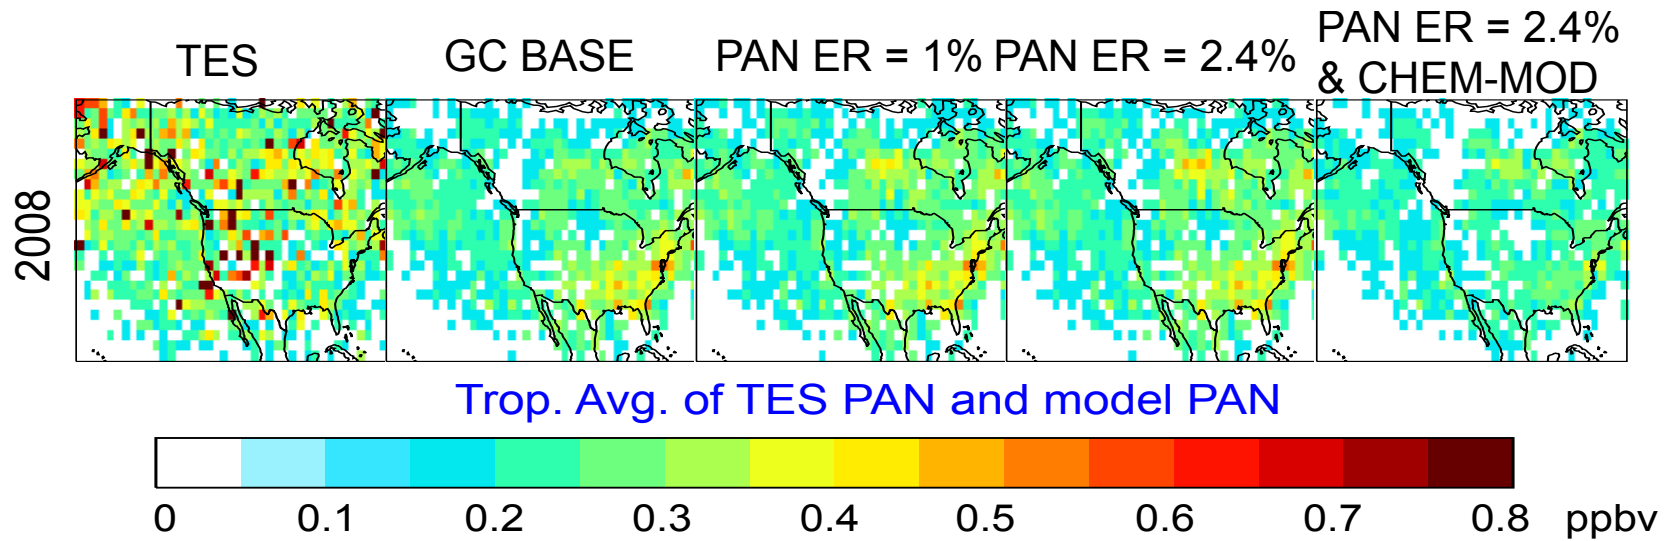 TES
GC BASE
PAN ER = 1%
PAN ER = 2.4%
PAN ER = 2.4%
& CHEM-MOD
2008
Trop. Avg. of TES PAN and model PAN
0 0.1 0.2 0.3 0.4 0.5 0.6 0.7 0.8 ppbv